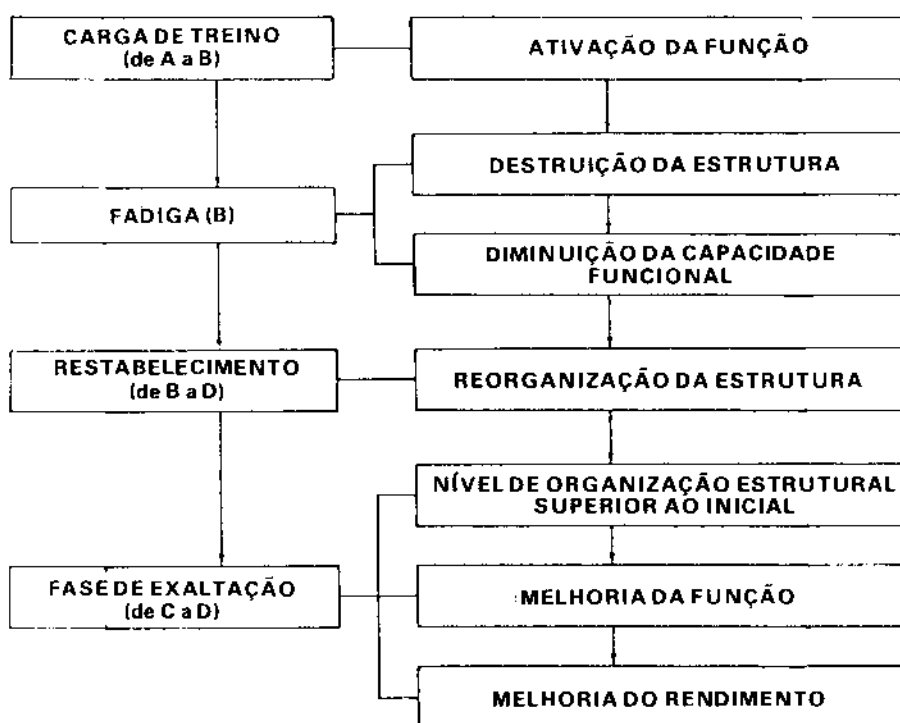 CARGA DE TREINO
(de A a B)
ATIVAÇÃO DA FUNÇÃO
DESTRUIÇÃO DA ESTRUTURA
FADIGA (B)
DIMINUIÇÃO DA CAPACIDADE
FUNCIONAL
RESTABELECIMENTO
(de B a D)
REORGANIZAÇÃO DA ESTRUTURA
NÍVEL DE ORGANIZAÇÃO ESTRUTURAL
SUPERIOR AO INICIAL
FASE DE EXALTAÇÃO
(de C a D)
MELHORIA DA FUNÇÃO
MELHORIA DO RENDIMENTO